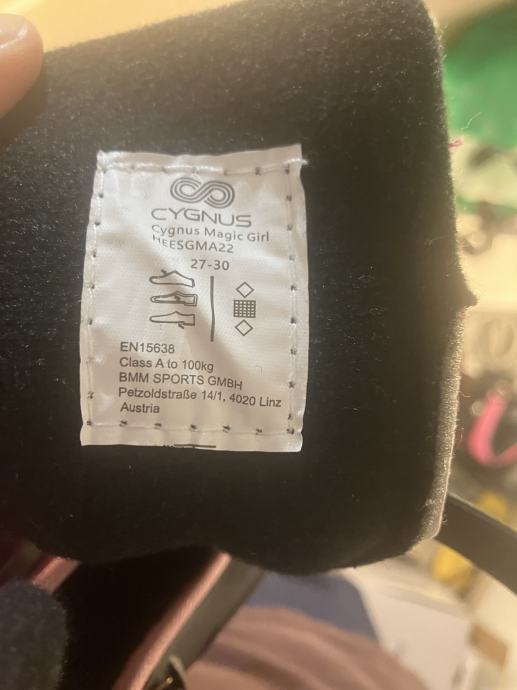 CYGNUS
Cygnus Magic Girl
HEESGMA22
27-30
EN15638
Class A to 100kg
BMM SPORTS GMBH
Petzoldstraße 14/1, 4020 Linz
Austria